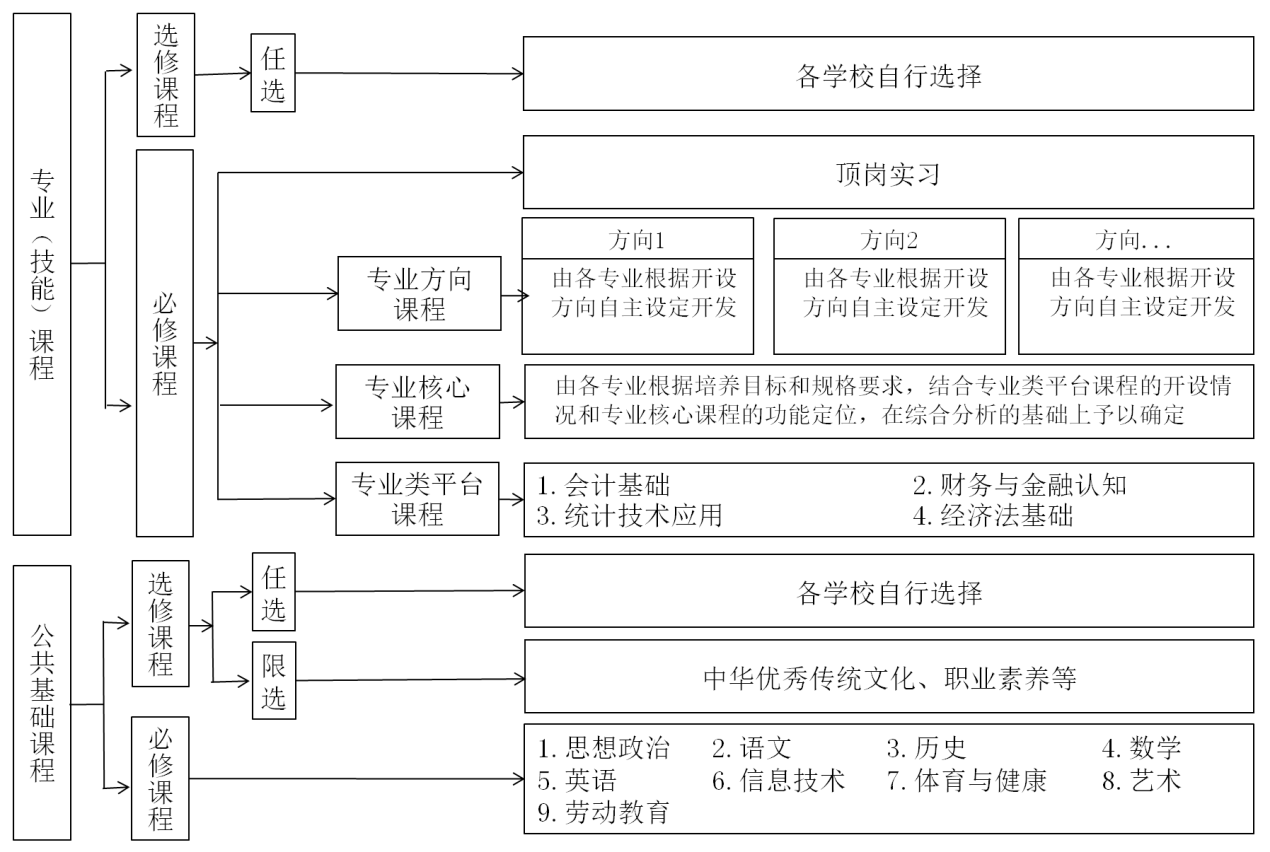 专业（技能）课程
选修课程
任选
各学校自行选择
必修课程
顶岗实习
专业方向
课程
方向1
由各专业根据开设
方向自主设定开发
方向2
由各专业根据开设
方向自主设定开发
方向...
由各专业根据开设
方向自主设定开发
专业核心
课程
由各专业根据培养目标和规格要求，结合专业类平台课程的开设情
况和专业核心课程的功能定位，在综合分析的基础上予以确定
专业类平台
课程
1. 会计基础 2. 财务与金融认知
3. 统计技术应用 4. 经济法基础
公共基础课程
选修课程
任选
各学校自行选择
限选
中华优秀传统文化、职业素养等
必修课程
1. 思想政治 2. 语文 3. 历史 4. 数学
5. 英语 6. 信息技术 7. 体育与健康 8. 艺术
9. 劳动教育